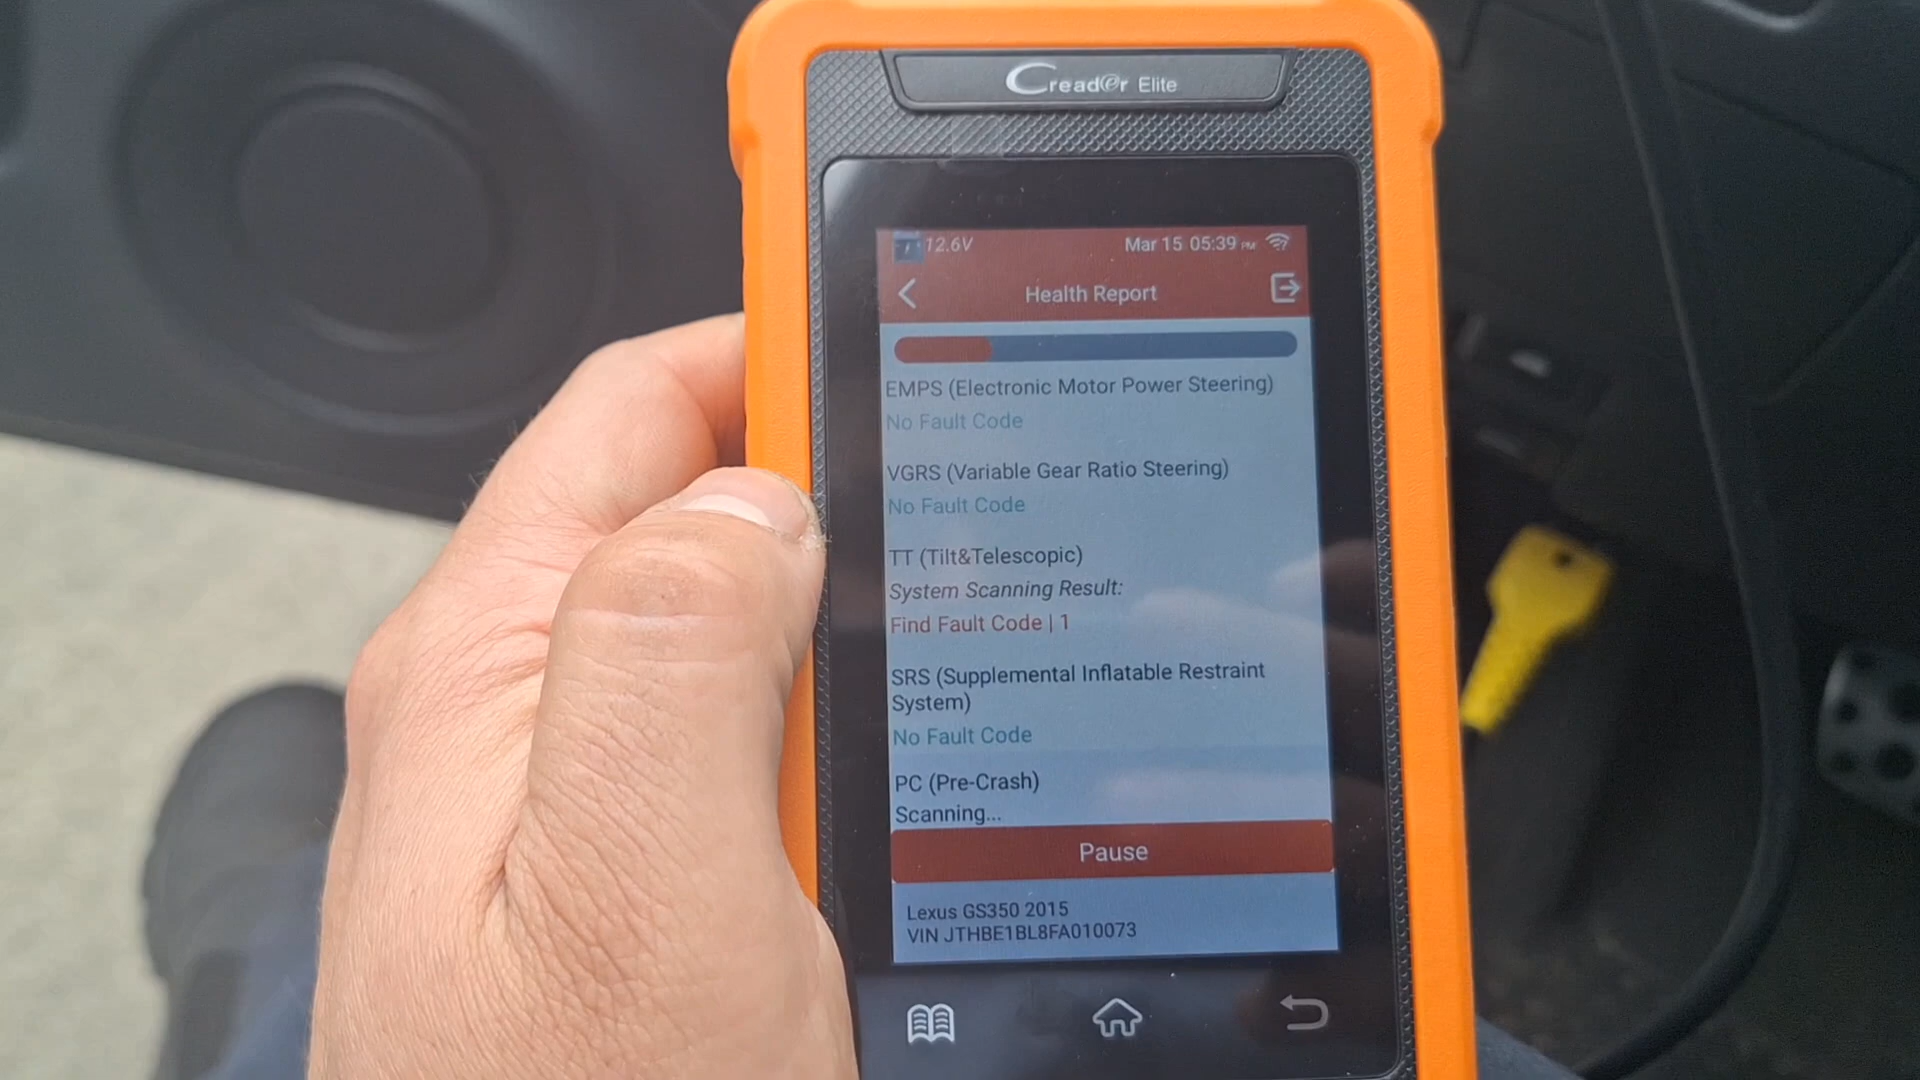 Creader Elite
12.6V Mar 15 05:39 PM
Health Report
EMPS (Electronic Motor Power Steering)
No Fault Code
VGRS (Variable Gear Ratio Steering)
No Fault Code
TT (Tilt&Telescopic)
System Scanning Result:
Find Fault Code | 1
SRS (Supplemental Inflatable Restraint
System)
No Fault Code
PC (Pre-Crash)
Scanning...
Pause
Lexus GS350 2015
VIN JTHBE1BL8FA010073